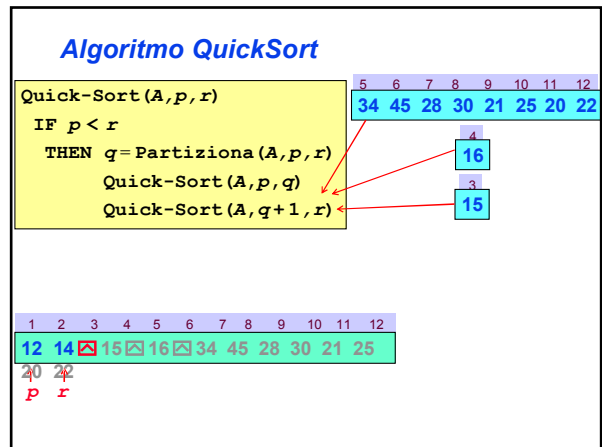 Algoritmo QuickSort
Quick-Sort(A,p,r)
IF p < r
THEN q = Partiziona(A,p,r)
Quick-Sort(A,p,q)
Quick-Sort(A,q+1,r)
5 6 7 8 9 10 11 12
34 45 28 30 21 25 20 22
4
16
3
15
1 2 3 4 5 6 7 8 9 10 11 12
12 14 15 16 34 45 28 30 21 25
20 22
p r